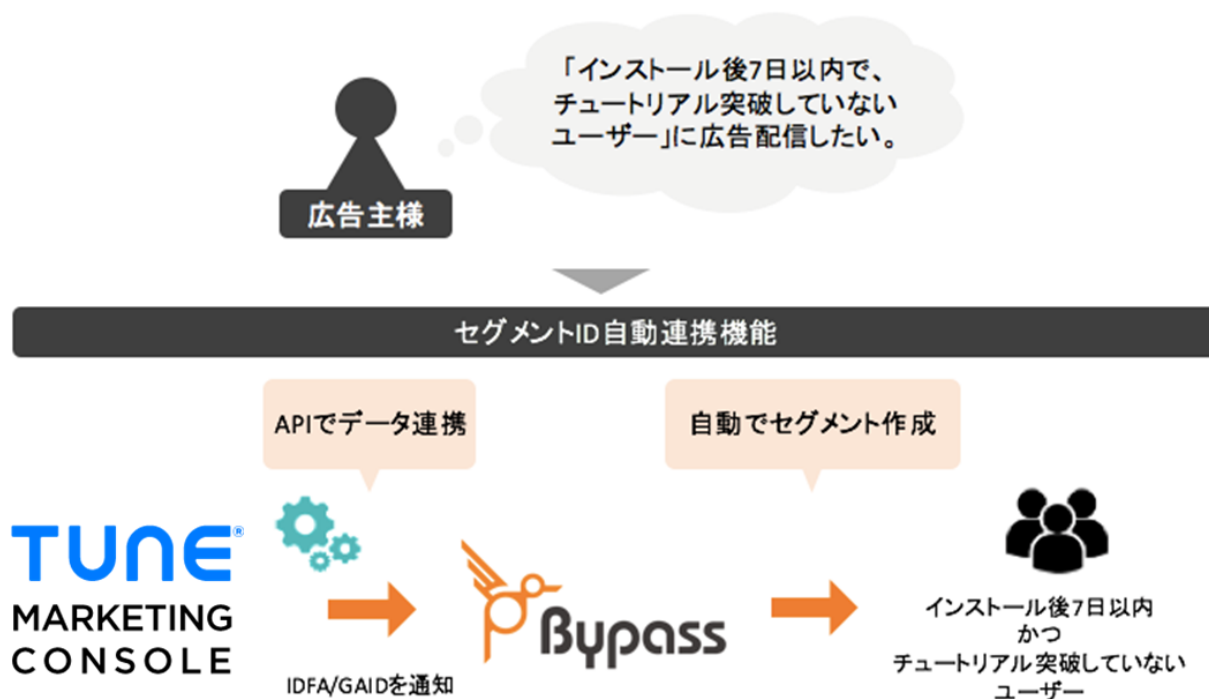 「インストール後7日以内で、
チュートリアル突破していない
ユーザー」に広告配信したい。
広告主様
セグメントID自動連携機能
APIでデータ連携
自動でセグメント作成
TUNE®
MARKETING
CONSOLE
IDFA/GAIDを通知
Bypass
インストール後7日以内
かつ
チュートリアル突破していない
ユーザー